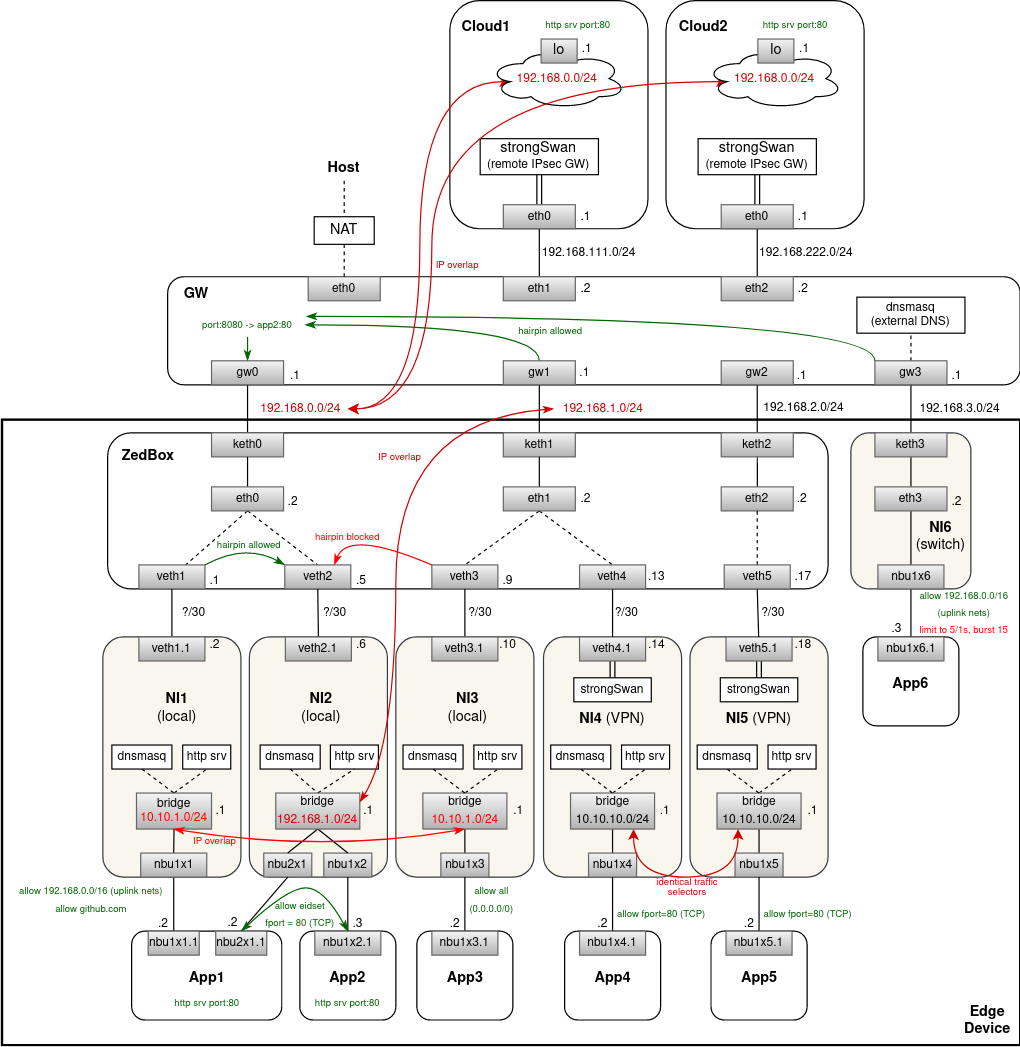 Cloud1
http srv port:80
lo
.1
192.168.0.0/24
strongSwan
(remote IPsec GW)
eth0
.1
192.168.111.0/24
Cloud2
http srv port:80
lo
.1
192.168.0.0/24
strongSwan
(remote IPsec GW)
eth0
.1
192.168.222.0/24
Host
NAT
IP overlap
GW
eth0
eth1
.2
eth2
.2
dnsmasq
(external DNS)
port:8080 -> app2:80
hairpin allowed
gw0
.1
gw1
.1
gw2
.1
gw3
.1
192.168.0.0/24
192.168.1.0/24
192.168.2.0/24
192.168.3.0/24
ZedBox
IP overlap
keth0
keth1
keth2
keth3
eth0
.2
eth1
.2
eth2
.2
eth3
.2
NI6
(switch)
hairpin allowed
hairpin blocked
veth1
.1
veth2
.5
veth3
.9
veth4
.13
veth5
.17
nbu1x6
allow 192.168.0.0/16
(uplink nets)
limit to 5/1s, burst 15
.3
nbu1x6.1
App6
?/30
?/30
?/30
?/30
?/30
veth1.1
.2
veth2.1
.6
veth3.1
.10
veth4.1
.14
veth5.1
.18
strongSwan
strongSwan
NI1
(local)
NI2
(local)
NI3
(local)
NI4 (VPN)
NI5 (VPN)
dnsmasq
http srv
dnsmasq
http srv
dnsmasq
http srv
dnsmasq
http srv
dnsmasq
http srv
bridge
10.10.1.0/24
.1
bridge
192.168.1.0/24
.1
bridge
10.10.1.0/24
.1
bridge
10.10.10.0/24
.1
bridge
10.10.10.0/24
.1
IP overlap
nbu1x1
nbu2x1
nbu1x2
nbu1x3
nbu1x4
nbu1x5
identical traffic
selectors
allow 192.168.0.0/16 (uplink nets)
allow github.com
allow eidset
fport = 80 (TCP)
allow all
(0.0.0.0/0)
allow fport=80 (TCP)
allow fport=80 (TCP)
.2
.2
.3
.2
.2
.2
nbu1x1.1
nbu2x1.1
nbu1x2.1
nbu1x3.1
nbu1x4.1
nbu1x5.1
App1
App2
App3
App4
App5
http srv port:80
http srv port:80
Edge
Device